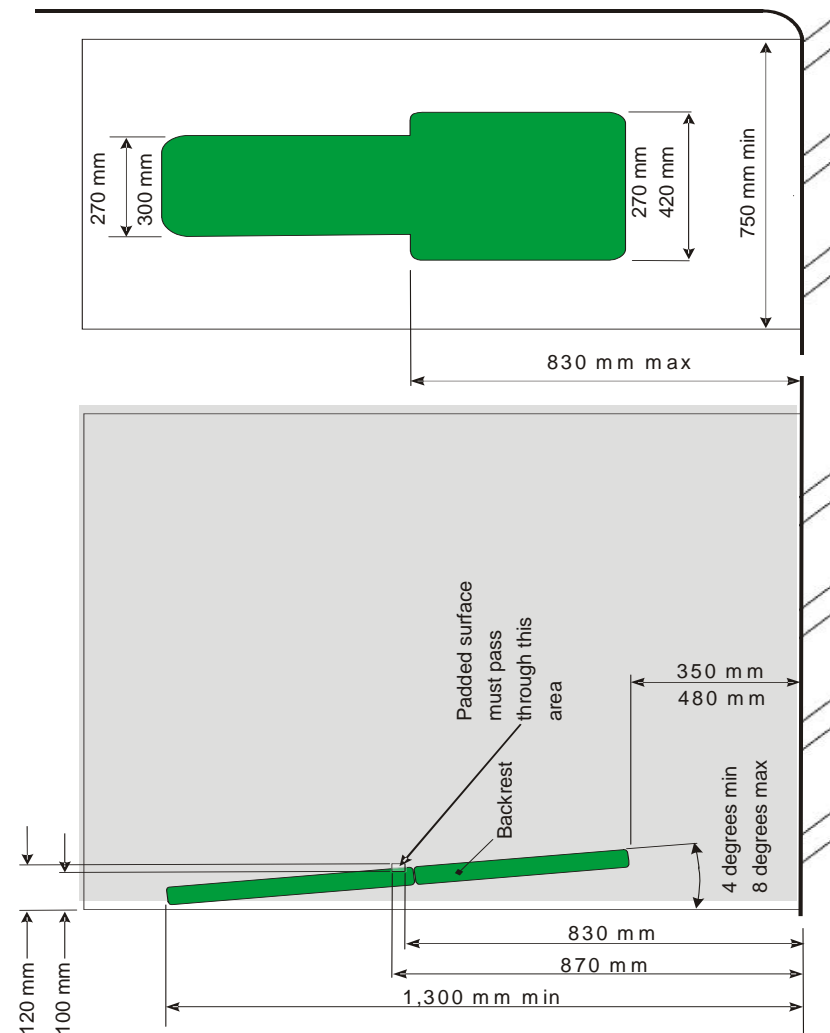 270 mm
300 mm
270 mm
420 mm
750 mm min
830 mm max
Padded surface
must pass
through this
area
Backrest
350 mm
480 mm
4 degrees min
8 degrees max
830 mm
870 mm
1,300 mm min
120 mm
100 mm